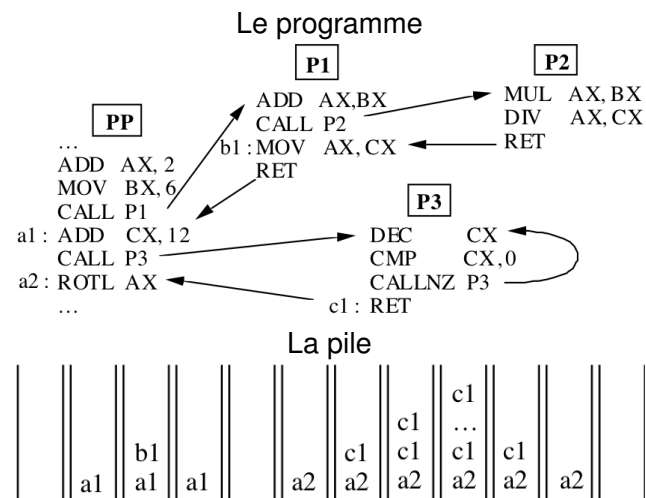 Le programme
PP
…
ADD AX, 2
MOV BX, 6
CALL P1
a1 : ADD CX, 12
CALL P3
a2 : ROTL AX
…
P1
ADD AX,BX
CALL P2
b1 : MOV AX, CX
RET
P2
MUL AX, BX
DIV AX, CX
RET
P3
DEC CX
CMP CX,0
CALLNZ P3
c1 : RET
La pile
c1
c1 …
b1 c1 c1 c1 c1 c1
a1 a1 a1 a2 a2 a2 a2 a2 a2